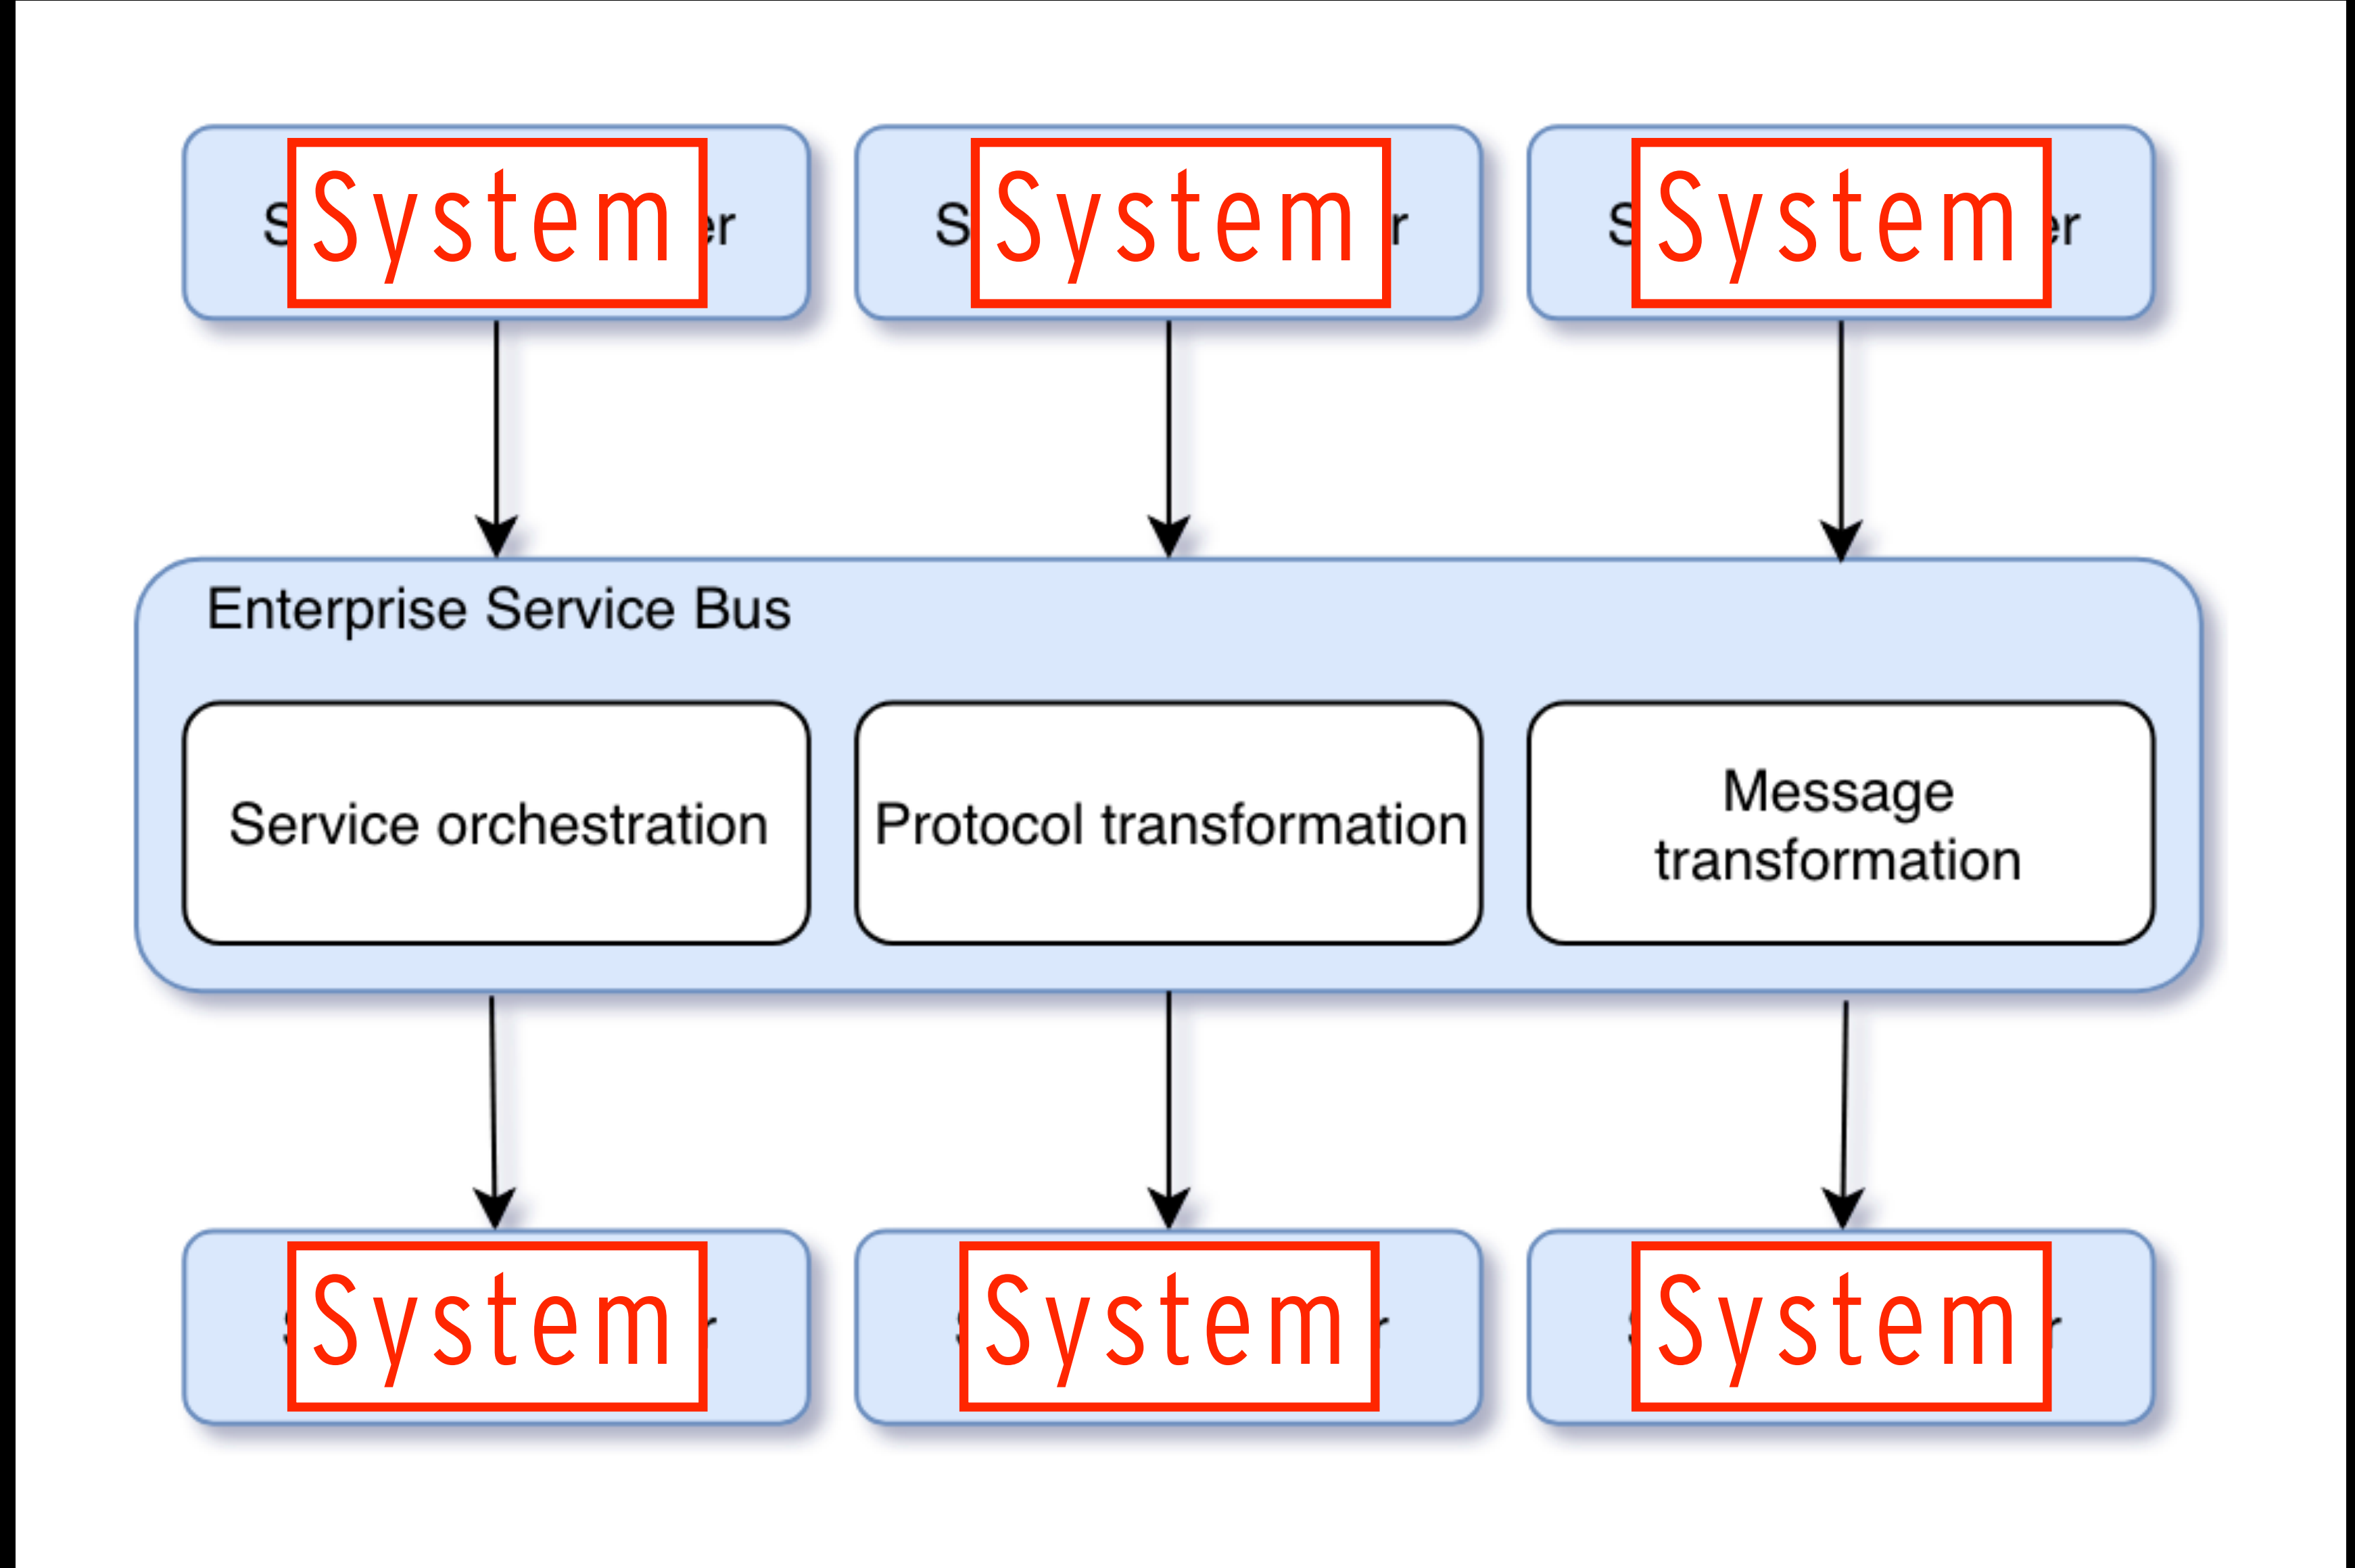 System
System
System
Enterprise Service Bus
Service orchestration
Protocol transformation
Message
transformation
System
System
System